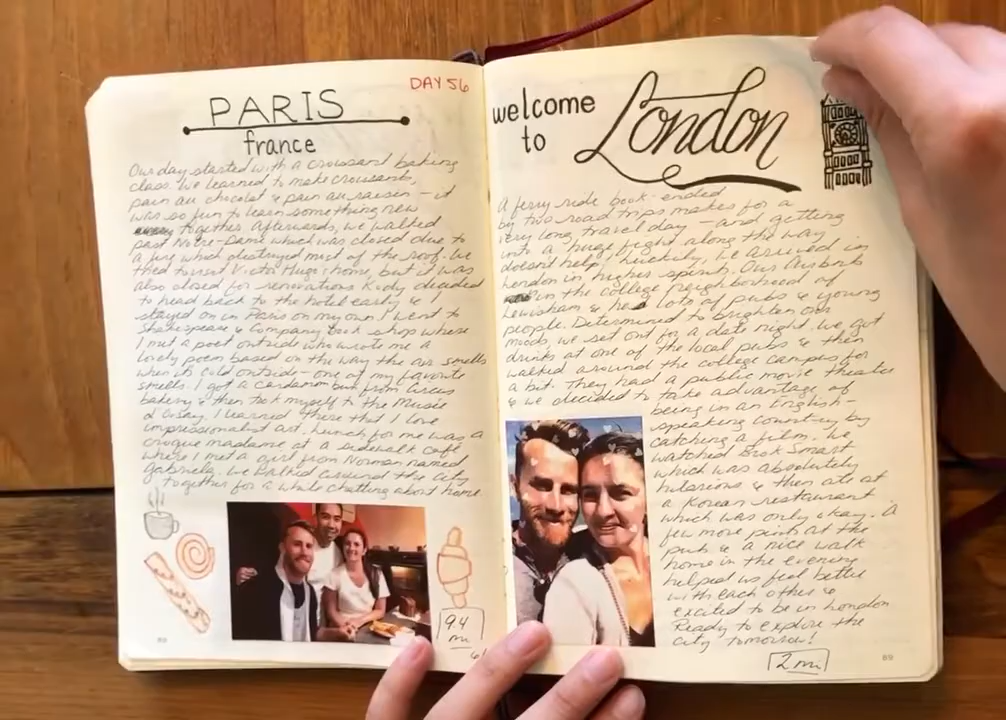 DAY 56
PARIS
france
Our day started with a croissant baking
class. We learned to make croissants,
pain au chocolat & pain au raisin – it
was so fun to learn something new
together. Afterwards, we walked
past Notre-Dame which was closed due to
a fire which destroyed most of the roof. We
tried to visit Victor Hugo's home, but it was
also closed for renovations. Kody decided
to head back to the hotel early & I
stayed on in Paris on my own. I went to
Shakespeare & Company book shop where
I met a poet outside who wrote me a
lovely poem based on the way the air smells
when its cold outside – one of my favorite
smells. I got a cardamom bun from Circus
bakery & then took myself to the Musée
d'Orsay. I learned there that I love
impressionist art. Lunch for me was a
croque madame at a sidewalk café
where I met a girl from Norman named
Gabriela. We walked around the city
together for a while chatting about home.
9.4
mi
welcome
to
London
A ferry ride book-ended
by two road trips makes for a
very long travel day – and getting
into a huge fight along the way
doesn't help! Luckily, we arrived in
London in higher spirits. Our Airbnb
in the college neighborhood of
Lewisham & lots of pubs & young
people. Determined to brighten our
moods, we set out for a date night. We got
drinks at one of the local pubs & then
walked around the college campus for
a bit. They had a public movie theater
& we decided to take advantage of
being in an English-
speaking country by
catching a film. We
watched Book Smart
which was absolutely
hilarious & then ate at
a Korean restaurant
which was only okay. A
few more pints at the
pub & a nice walk
home in the evening
helped us feel better
with each other &
excited to be in London
Ready to explore the
city tomorrow!
2 mi
89